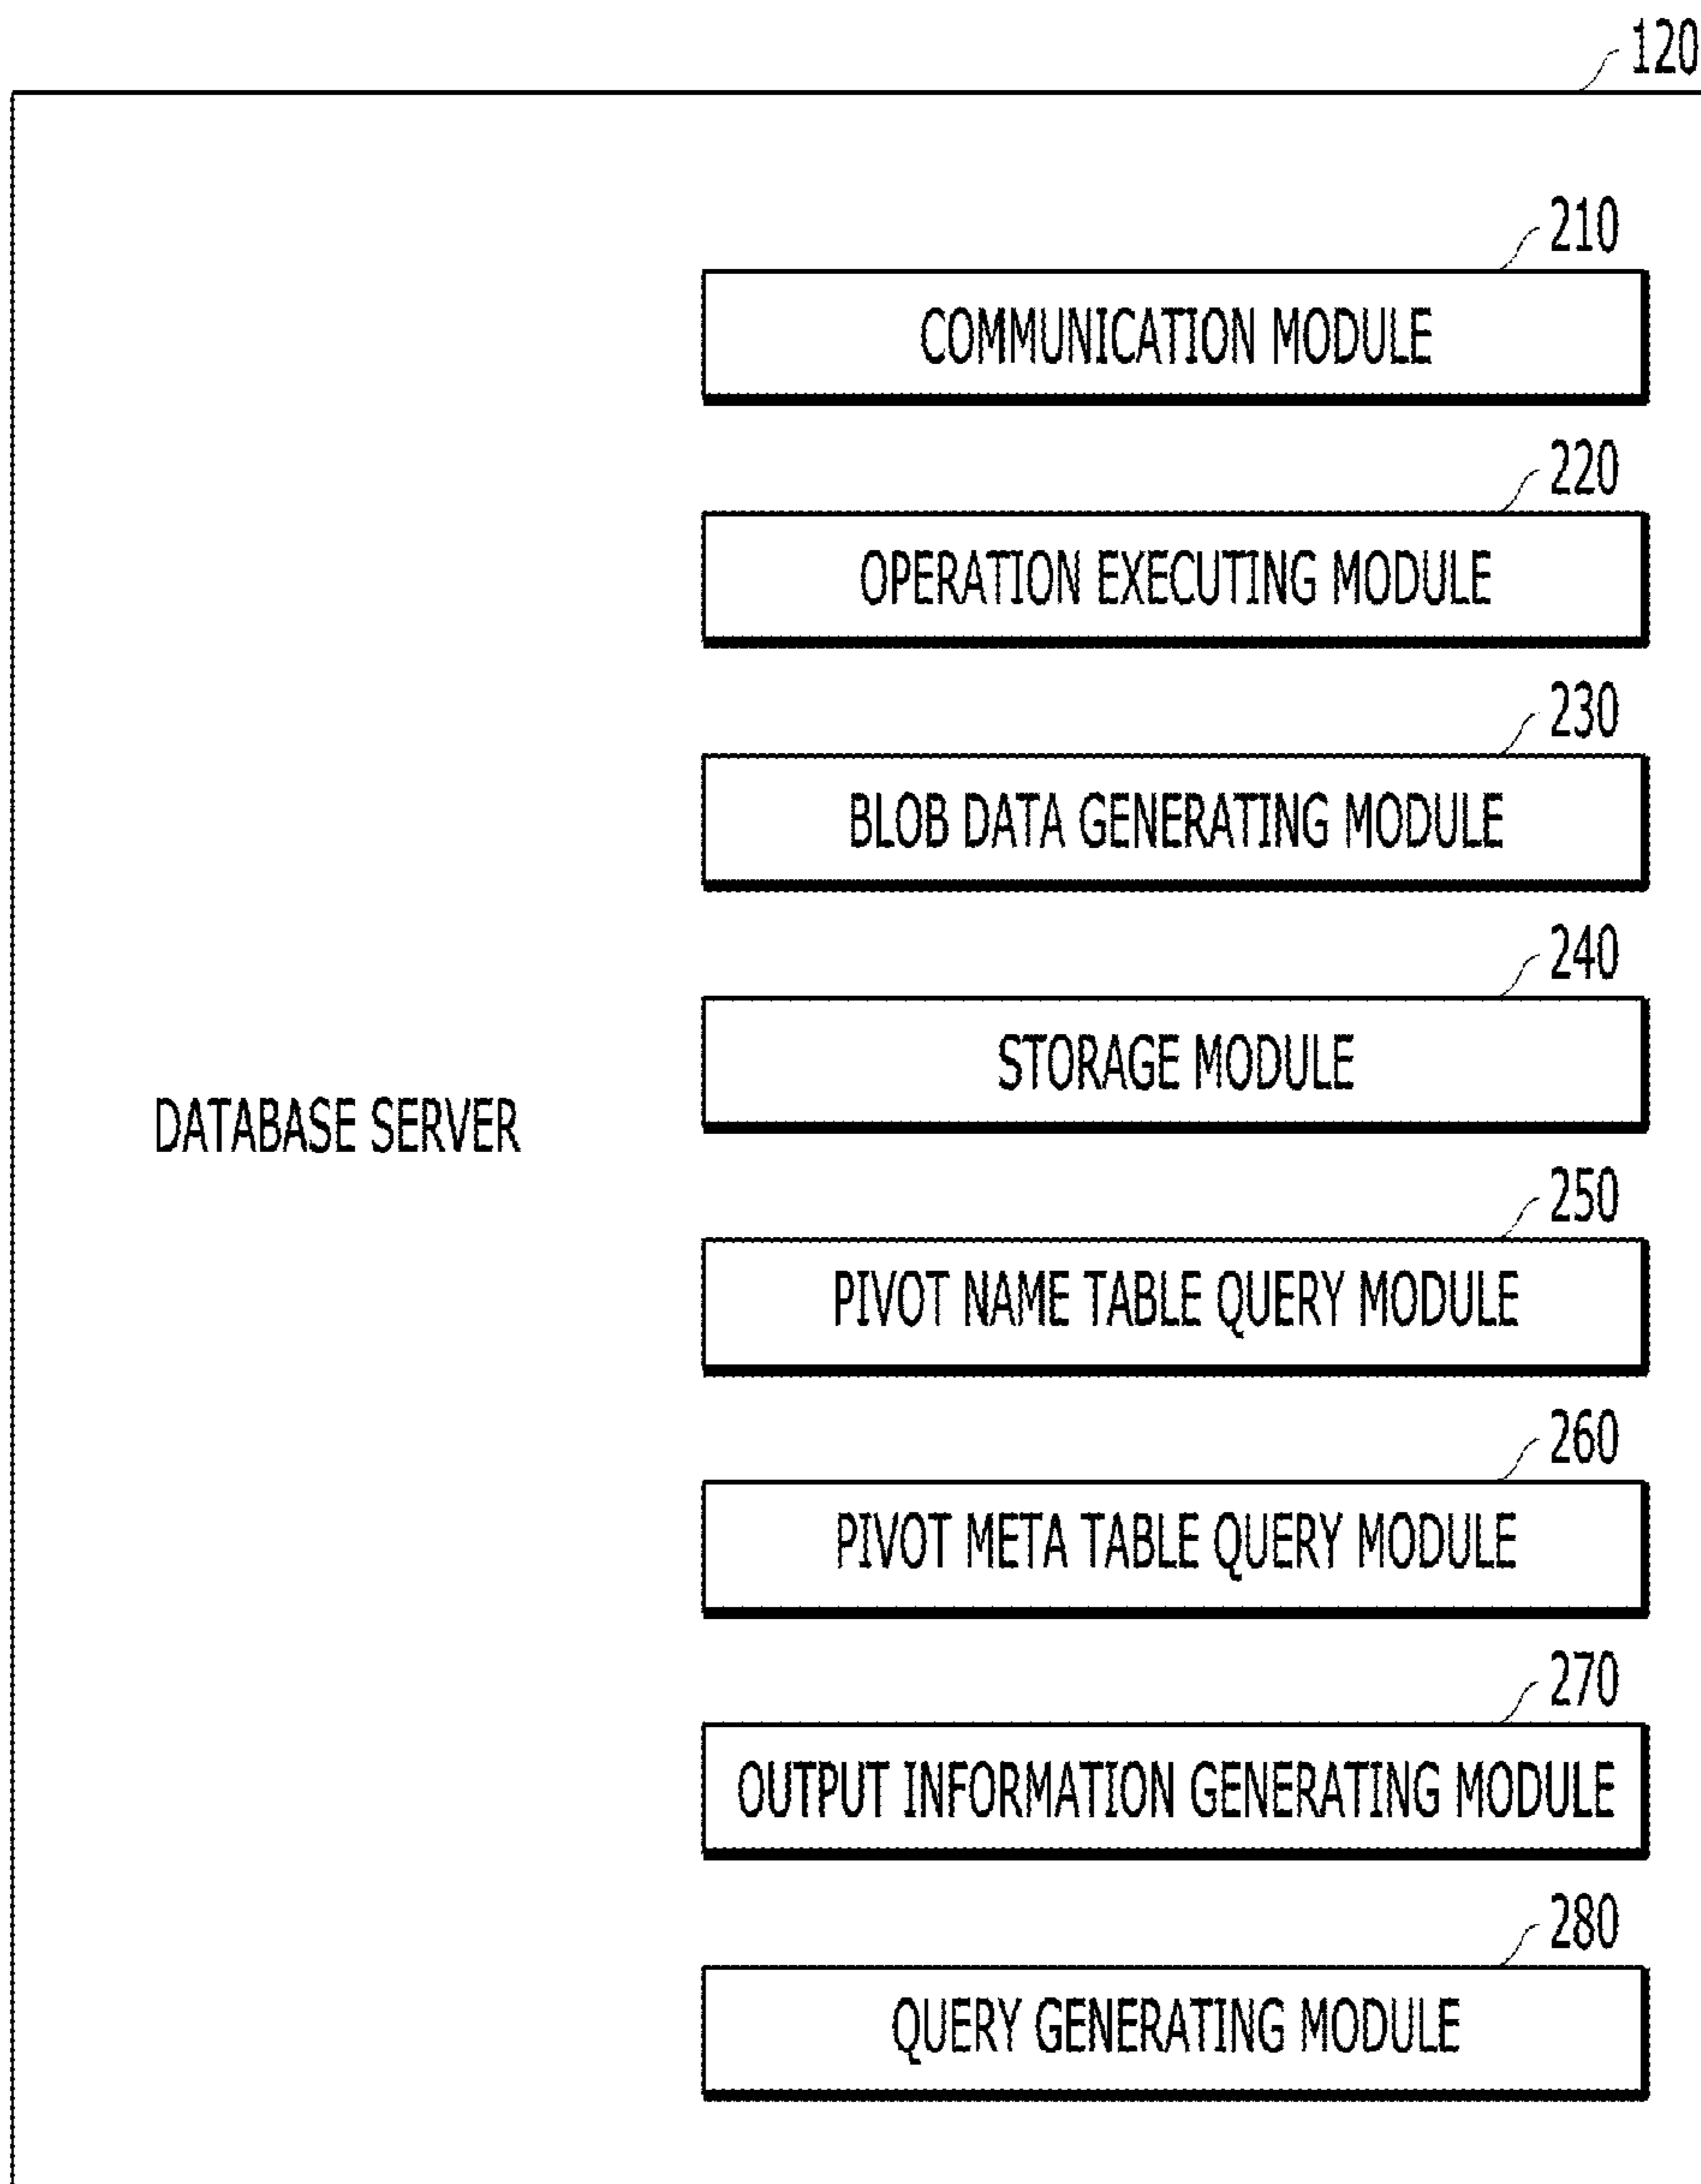 120
210
COMMUNICATION MODULE
220
OPERATION EXECUTING MODULE
230
BLOB DATA GENERATING MODULE
240
STORAGE MODULE
DATABASE SERVER
250
PIVOT NAME TABLE QUERY MODULE
260
PIVOT META TABLE QUERY MODULE
270
OUTPUT INFORMATION GENERATING MODULE
280
QUERY GENERATING MODULE